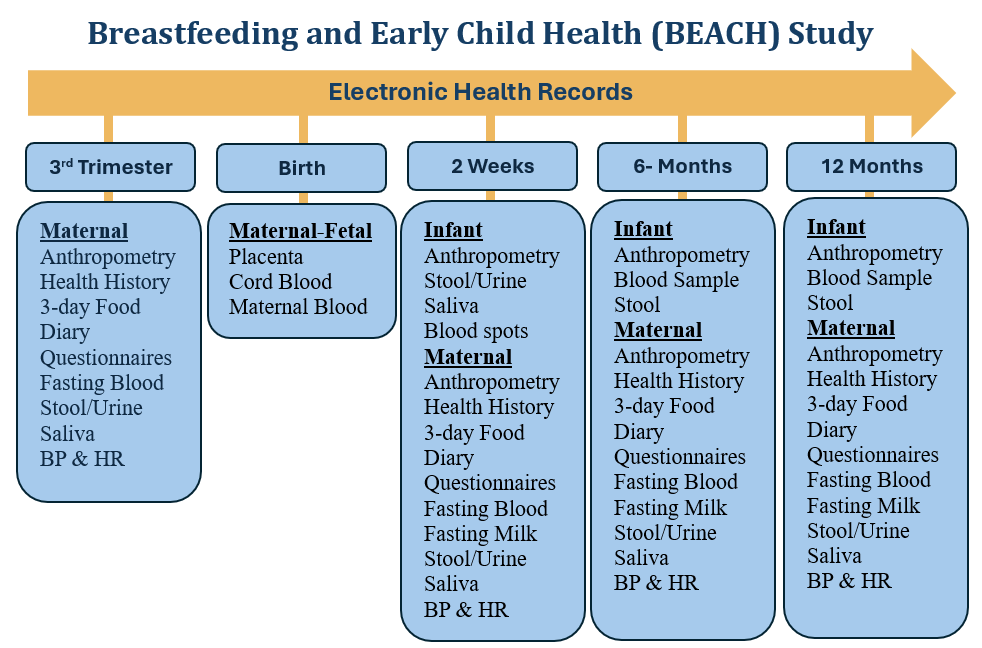 Breastfeeding and Early Child Health (BEACH) Study
Electronic Health Records
3rd Trimester
Maternal
Anthropometry
Health History
3-day Food
Diary
Questionnaires
Fasting Blood
Stool/Urine
Saliva
BP & HR
Birth
Maternal-Fetal
Placenta
Cord Blood
Maternal Blood
2 Weeks
Infant
Anthropometry
Stool/Urine
Saliva
Blood spots
Maternal
Anthropometry
Health History
3-day Food
Diary
Questionnaires
Fasting Blood
Fasting Milk
Stool/Urine
Saliva
BP & HR
6- Months
Infant
Anthropometry
Blood Sample
Stool
Maternal
Anthropometry
Health History
3-day Food
Diary
Questionnaires
Fasting Blood
Fasting Milk
Stool/Urine
Saliva
BP & HR
12 Months
Infant
Anthropometry
Blood Sample
Stool
Maternal
Anthropometry
Health History
3-day Food
Diary
Questionnaires
Fasting Blood
Fasting Milk
Stool/Urine
Saliva
BP & HR